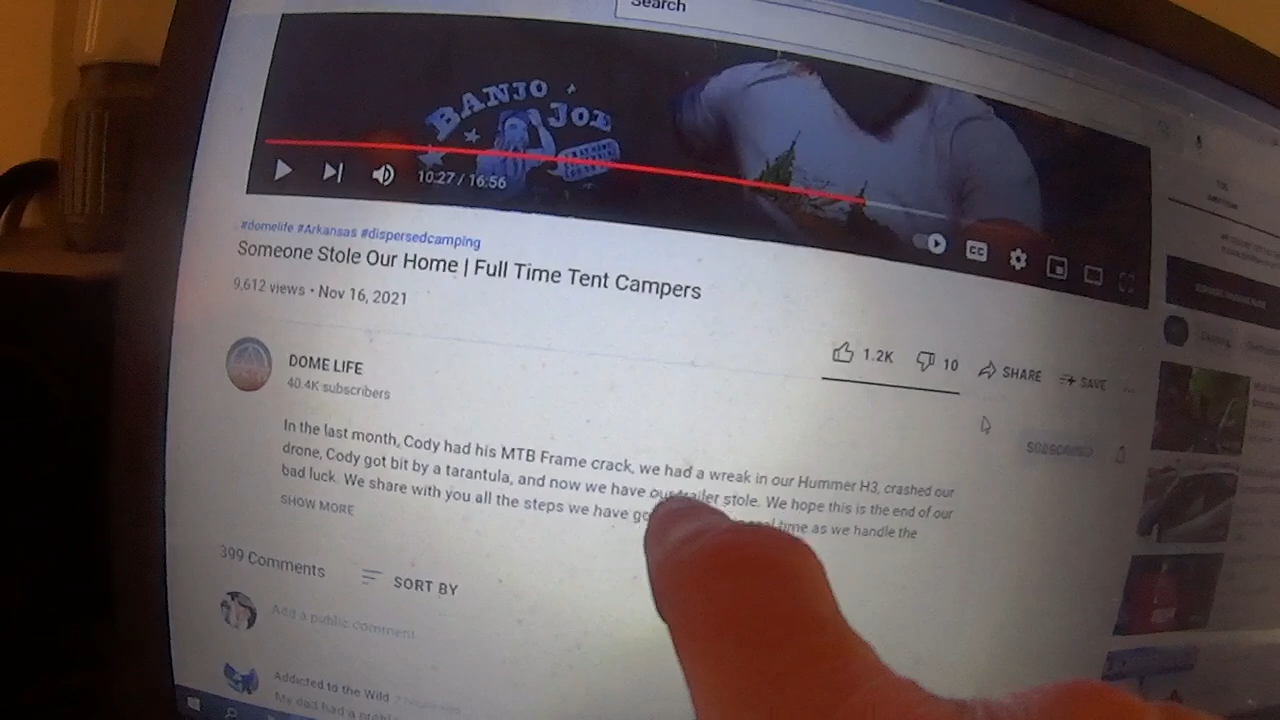 Search
BANJO
JOE
10:27 / 16:56
CC
#domelife #Arkansas #dispersedcamping
Someone Stole Our Home | Full Time Tent Campers
9,612 views • Nov 16, 2021
1.2K 10 SHARE SAVE
DOME LIFE
40.4K subscribers
SUBSCRIBED
In the last month, Cody had his MTB Frame crack, we had a wreak in our Hummer H3, crashed our
drone, Cody got bit by a tarantula, and now we have our trailer stole. We hope this is the end of our
bad luck. We share with you all the steps we have time as we handle the
SHOW MORE
399 Comments SORT BY
Add a public comment
Addicted to the Wild
My dad had a